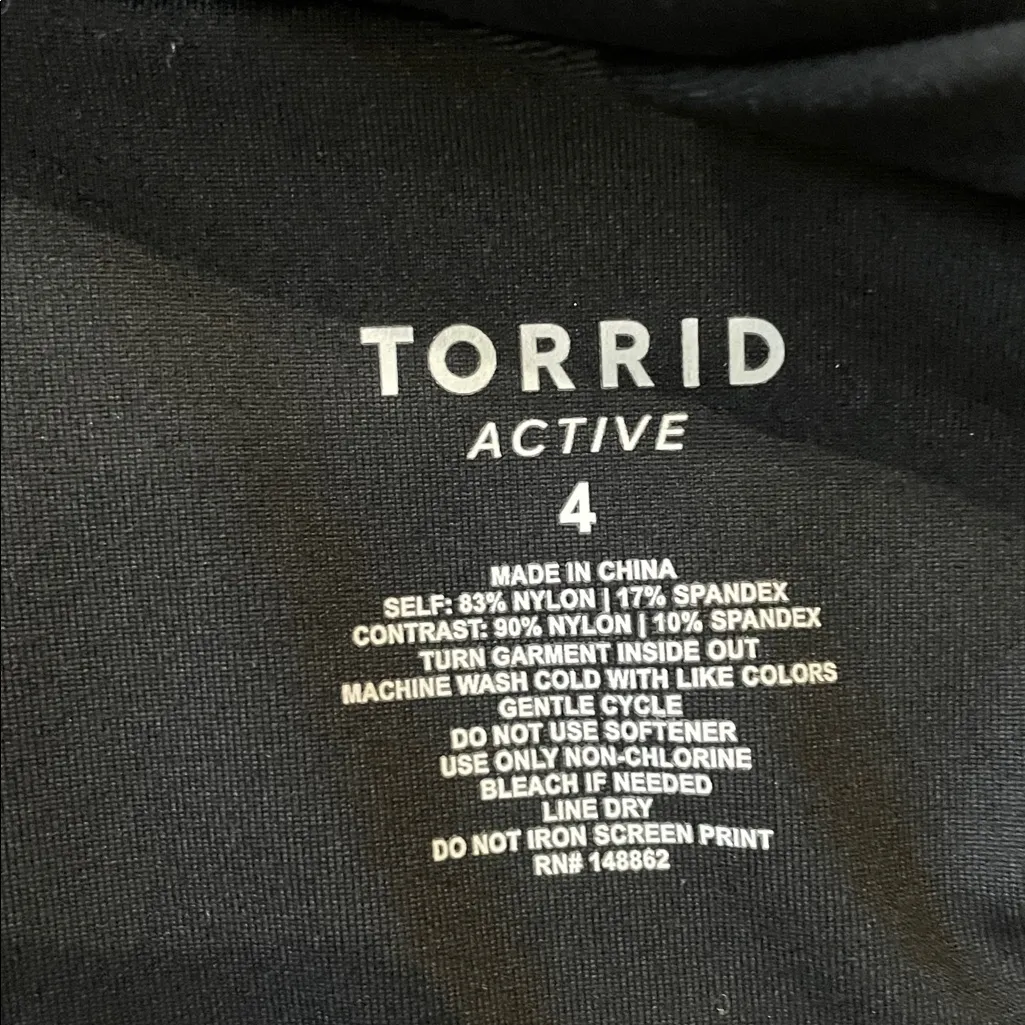 TORRID
ACTIVE
4
MADE IN CHINA
SELF: 83% NYLON | 17% SPANDEX
CONTRAST: 90% NYLON | 10% SPANDEX
TURN GARMENT INSIDE OUT
MACHINE WASH COLD WITH LIKE COLORS
GENTLE CYCLE
DO NOT USE SOFTENER
USE ONLY NON-CHLORINE
BLEACH IF NEEDED
LINE DRY
DO NOT IRON SCREEN PRINT
RN# 148862